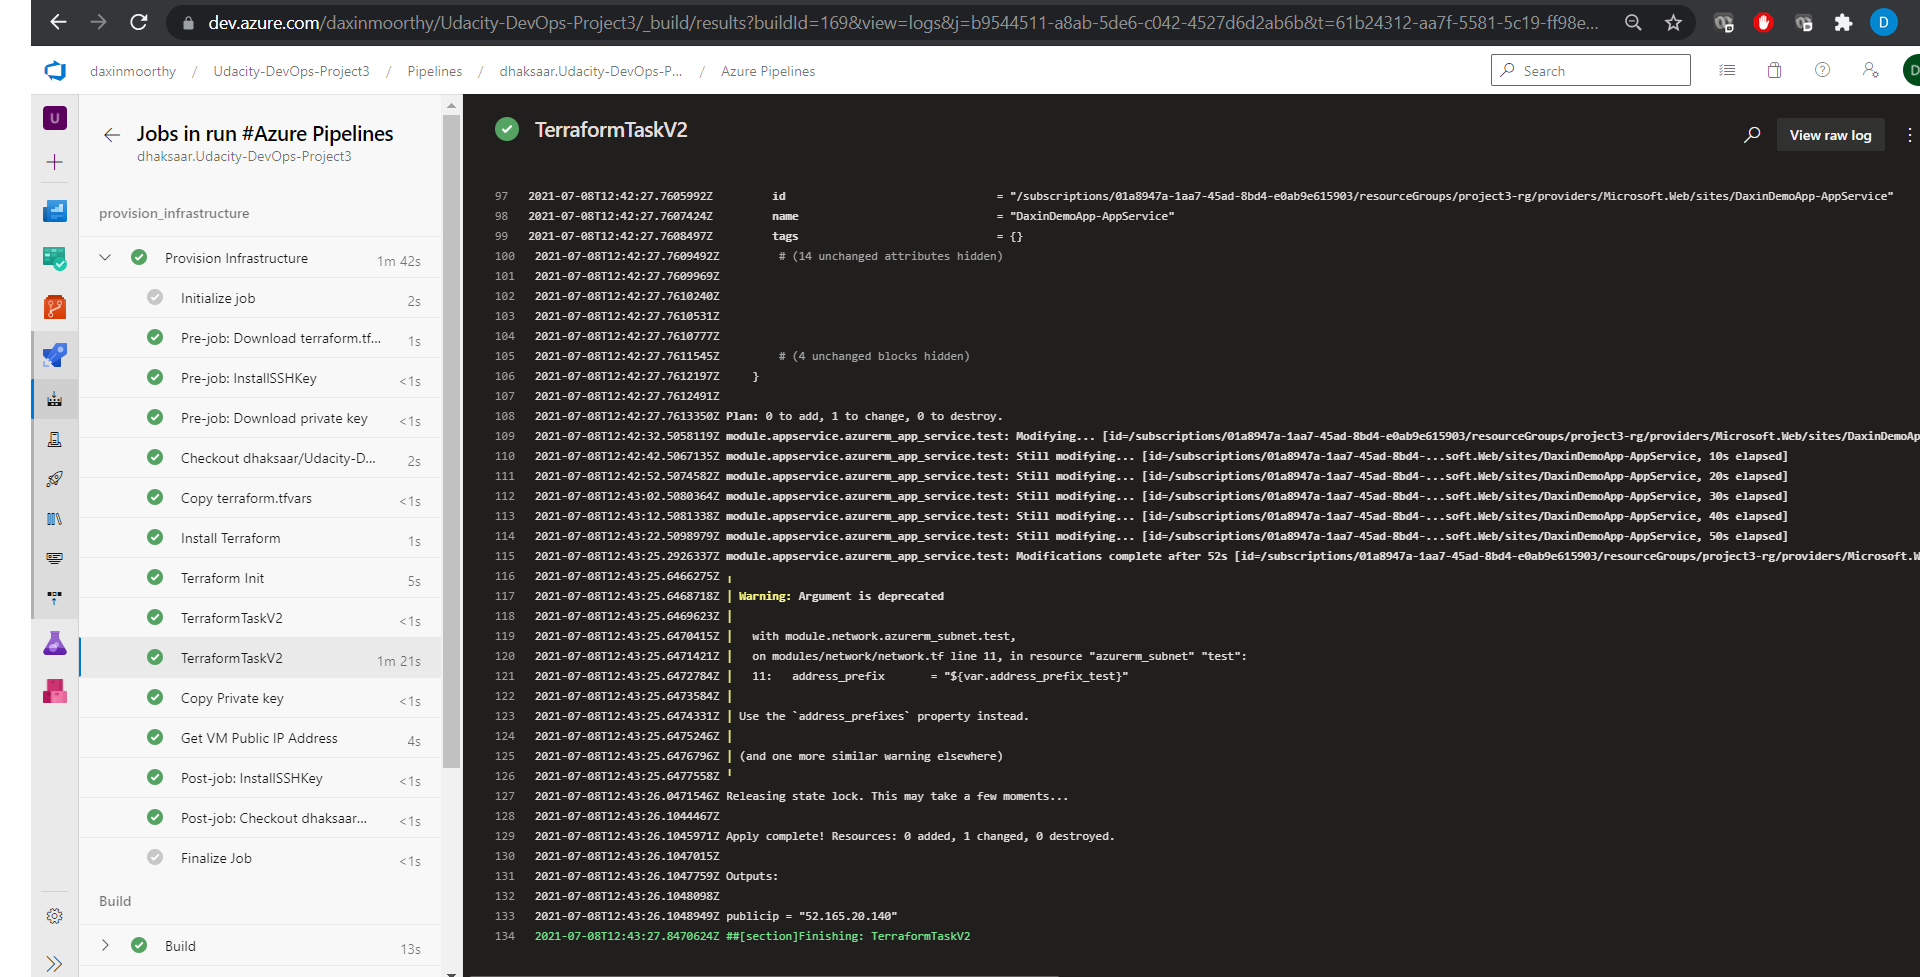 dev.azure.com/daxinmoorthy/Udacity-DevOps-Project3/_build/results?buildId=169&view=logs&j=b9544511-a8ab-5de6-c042-4527d6d2ab6b&t=61b24312-aa7f-5581-5c19-ff98e...
D
daxinmoorthy / Udacity-DevOps-Project3 / Pipelines / dhaksaar.Udacity-DevOps-P... / Azure Pipelines
Search
D
U
Jobs in run #Azure Pipelines
dhaksaar.Udacity-DevOps-Project3
provision_infrastructure
Provision Infrastructure 1m 42s
Initialize job 2s
Pre-job: Download terraform.tf... 1s
Pre-job: InstallSSHKey <1s
Pre-job: Download private key <1s
Checkout dhaksaar/Udacity-D... 2s
Copy terraform.tfvars <1s
Install Terraform 1s
Terraform Init 5s
TerraformTaskV2 <1s
TerraformTaskV2 1m 21s
Copy Private key <1s
Get VM Public IP Address 4s
Post-job: InstallSSHKey <1s
Post-job: Checkout dhaksaar... <1s
Finalize Job <1s
Build
Build 13s
TerraformTaskV2
View raw log
97 2021-07-08T12:42:27.7605992Z id = "/subscriptions/01a8947a-1aa7-45ad-8bd4-e0ab9e615903/resourceGroups/project3-rg/providers/Microsoft.Web/sites/DaxinDemoApp-AppService"
98 2021-07-08T12:42:27.7607424Z name = "DaxinDemoApp-AppService"
99 2021-07-08T12:42:27.7608497Z tags = {}
100 2021-07-08T12:42:27.7609492Z # (14 unchanged attributes hidden)
101 2021-07-08T12:42:27.7609969Z
102 2021-07-08T12:42:27.7610240Z
103 2021-07-08T12:42:27.7610531Z
104 2021-07-08T12:42:27.7610777Z
105 2021-07-08T12:42:27.7611545Z # (4 unchanged blocks hidden)
106 2021-07-08T12:42:27.7612197Z }
107 2021-07-08T12:42:27.7612491Z
108 2021-07-08T12:42:27.7613350Z Plan: 0 to add, 1 to change, 0 to destroy.
109 2021-07-08T12:42:32.5058119Z module.appservice.azurerm_app_service.test: Modifying... [id=/subscriptions/01a8947a-1aa7-45ad-8bd4-e0ab9e615903/resourceGroups/project3-rg/providers/Microsoft.Web/sites/DaxinDemoAp
110 2021-07-08T12:42:42.5067135Z module.appservice.azurerm_app_service.test: Still modifying... [id=/subscriptions/01a8947a-1aa7-45ad-8bd4-...soft.Web/sites/DaxinDemoApp-AppService, 10s elapsed]
111 2021-07-08T12:42:52.5074582Z module.appservice.azurerm_app_service.test: Still modifying... [id=/subscriptions/01a8947a-1aa7-45ad-8bd4-...soft.Web/sites/DaxinDemoApp-AppService, 20s elapsed]
112 2021-07-08T12:43:02.5080364Z module.appservice.azurerm_app_service.test: Still modifying... [id=/subscriptions/01a8947a-1aa7-45ad-8bd4-...soft.Web/sites/DaxinDemoApp-AppService, 30s elapsed]
113 2021-07-08T12:43:12.5081338Z module.appservice.azurerm_app_service.test: Still modifying... [id=/subscriptions/01a8947a-1aa7-45ad-8bd4-...soft.Web/sites/DaxinDemoApp-AppService, 40s elapsed]
114 2021-07-08T12:43:22.5098979Z module.appservice.azurerm_app_service.test: Still modifying... [id=/subscriptions/01a8947a-1aa7-45ad-8bd4-...soft.Web/sites/DaxinDemoApp-AppService, 50s elapsed]
115 2021-07-08T12:43:25.2926337Z module.appservice.azurerm_app_service.test: Modifications complete after 52s [id=/subscriptions/01a8947a-1aa7-45ad-8bd4-e0ab9e615903/resourceGroups/project3-rg/providers/Microsoft.W
116 2021-07-08T12:43:25.6466275Z ╷
117 2021-07-08T12:43:25.6468718Z │ Warning: Argument is deprecated
118 2021-07-08T12:43:25.6469623Z │
119 2021-07-08T12:43:25.6470415Z │ with module.network.azurerm_subnet.test,
120 2021-07-08T12:43:25.6471421Z │ on modules/network/network.tf line 11, in resource "azurerm_subnet" "test":
121 2021-07-08T12:43:25.6472784Z │ 11: address_prefix = "${var.address_prefix_test}"
122 2021-07-08T12:43:25.6473584Z │
123 2021-07-08T12:43:25.6474331Z │ Use the `address_prefixes` property instead.
124 2021-07-08T12:43:25.6475246Z │
125 2021-07-08T12:43:25.6476796Z │ (and one more similar warning elsewhere)
126 2021-07-08T12:43:25.6477558Z ╵
127 2021-07-08T12:43:26.0471546Z Releasing state lock. This may take a few moments...
128 2021-07-08T12:43:26.1044467Z
129 2021-07-08T12:43:26.1045971Z Apply complete! Resources: 0 added, 1 changed, 0 destroyed.
130 2021-07-08T12:43:26.1047015Z
131 2021-07-08T12:43:26.1047759Z Outputs:
132 2021-07-08T12:43:26.1048098Z
133 2021-07-08T12:43:26.1048949Z publicip = "52.165.20.140"
134 2021-07-08T12:43:27.8470624Z ##[section]Finishing: TerraformTaskV2